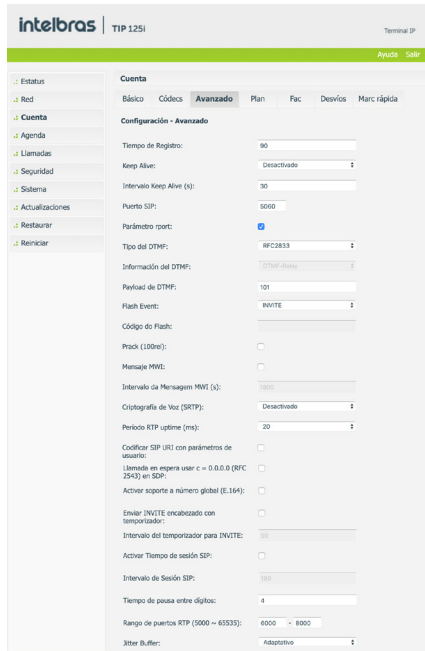 intelbras TIP 125i
Terminal IP
Ayuda Salir
.: Estatus
.: Red
.: Cuenta
.: Agenda
.: Llamadas
.: Seguridad
.: Sistema
.: Actualizaciones
.: Restaurar
.: Reiniciar
Cuenta
Básico Códecs Avanzado Plan Fac Desvíos Marc rápida
Configuración - Avanzado
Tiempo de Registro: 90
Keep Alive: Desactivado
Intervalo Keep Alive (s): 30
Puerto SIP: 5060
Parámetro rport:
Tipo del DTMF: RFC2833
Información del DTMF: DTMF-Relay
Payload de DTMF: 101
Flash Event: INVITE
Código do Flash:
Prack (100rel):
Mensaje MWI:
Intervalo da Mensagem MWI (s): 1800
Criptografía de Voz (SRTP): Desactivado
Período RTP uptime (ms): 20
Codificar SIP URI con parámetros de
usuario:
Llamada en espera usar c = 0.0.0.0 (RFC
2543) en SDP:
Activar soporte a número global (E.164):
Enviar INVITE encabezado con
temporizador:
Intervalo del temporizador para INVITE:
Activar Tiempo de sesión SIP:
Intervalo de Sesión SIP:
Tiempo de pausa entre dígitos: 4
Rango de puertos RTP (5000 ~ 65535): 6000 - 8000
Jitter Buffer: Adaptativo